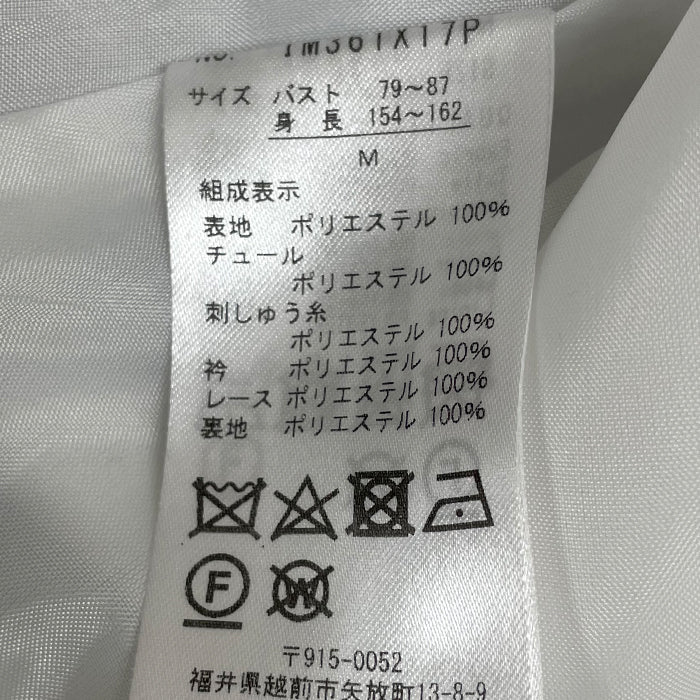 No. 1M361X17P
サイズ バスト 79～87
身 長 154～162
M
組成表示
表地 ポリエステル 100%
チュール
ポリエステル 100%
刺しゅう糸
ポリエステル 100%
衿 ポリエステル 100%
レース ポリエステル 100%
裏地 ポリエステル 100%
F W
〒915-0052
福井県越前市矢放町13-8-9